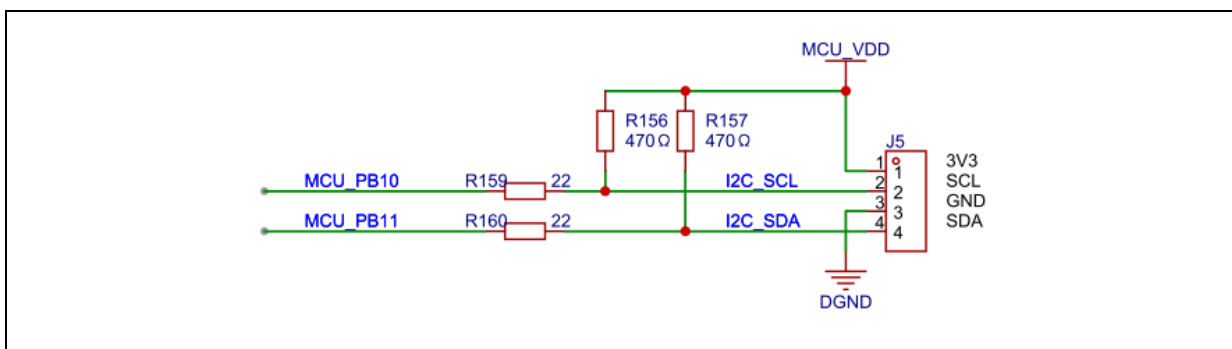 MCU_VDD
R156 R157
470Ω 470Ω
J5
1 1 3V3
MCU_PB10 R159 22 I2C_SCL 2 2 SCL
3 3 GND
MCU_PB11 R160 22 I2C_SDA 4 4 SDA
DGND